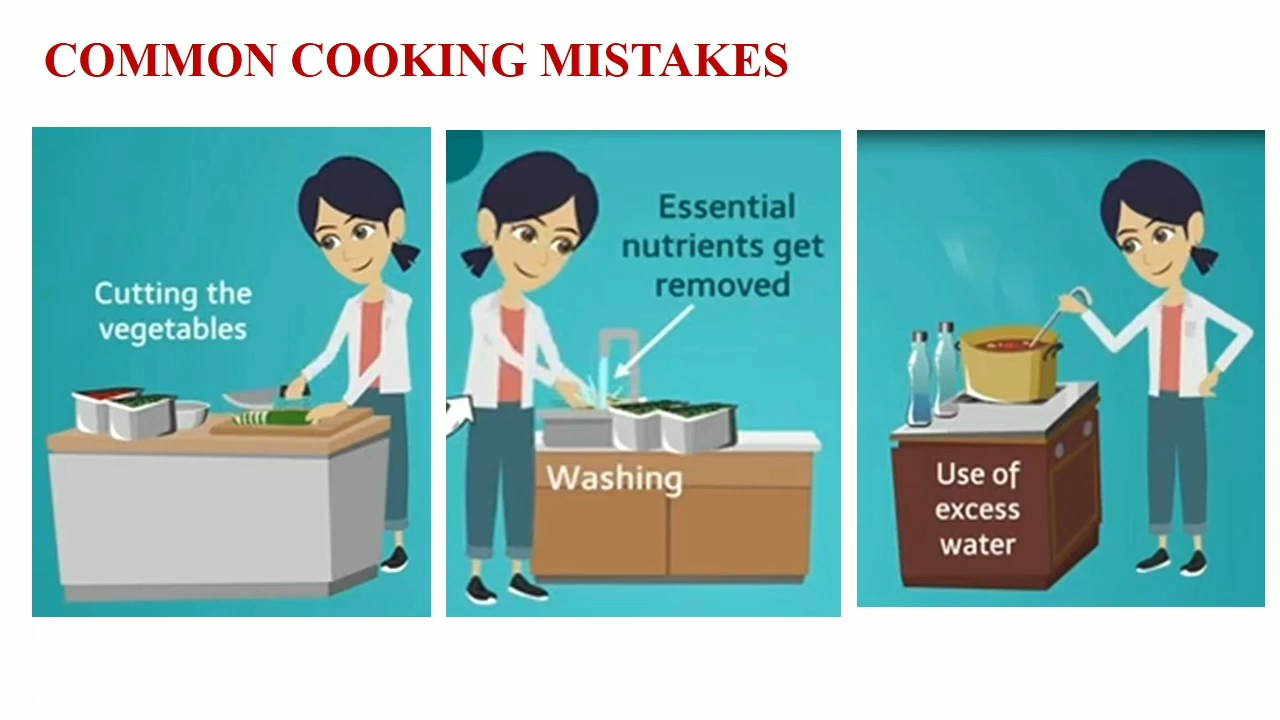 COMMON COOKING MISTAKES
Cutting the
vegetables
Essential
nutrients get
removed
Washing
Use of
excess
water